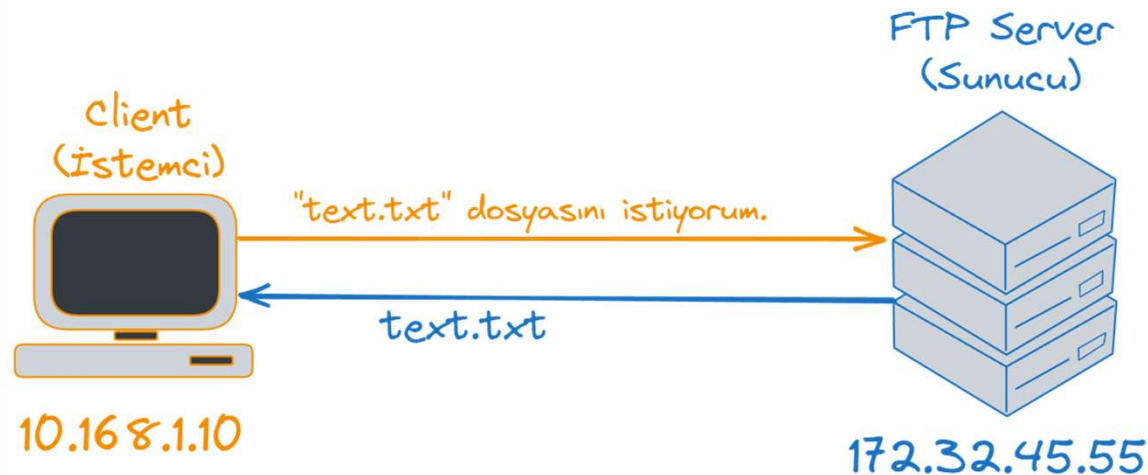 FTP Server
(Sunucu)
Client
(İstemci)
"text.txt" dosyasını istiyorum.
text.txt
10.168.1.10
172.32.45.55